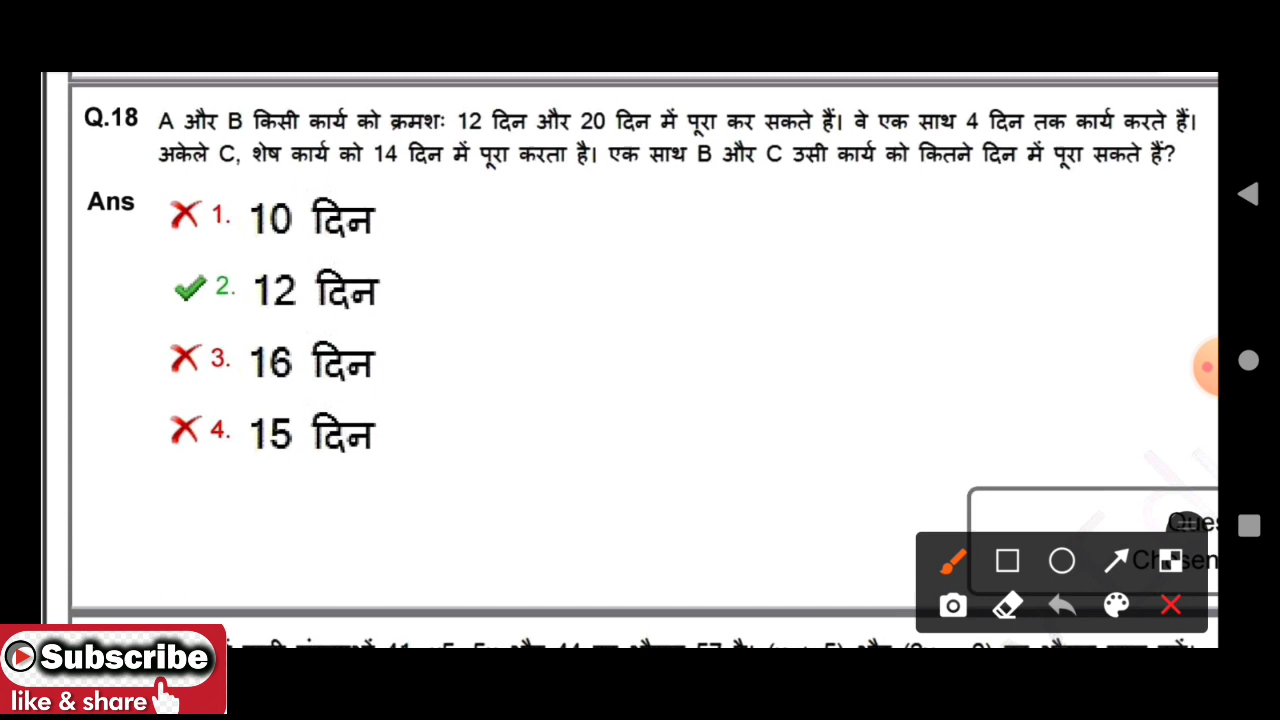 Q.18 A और B किसी कार्य को क्रमशः 12 दिन और 20 दिन में पूरा कर सकते हैं। वे एक साथ 4 दिन तक कार्य करते हैं।
अकेले C, शेष कार्य को 14 दिन में पूरा करता है। एक साथ B और C उसी कार्य को कितने दिन में पूरा सकते हैं?
Ans 1. 10 दिन
2. 12 दिन
3. 16 दिन
4. 15 दिन
Subscribe
like & share